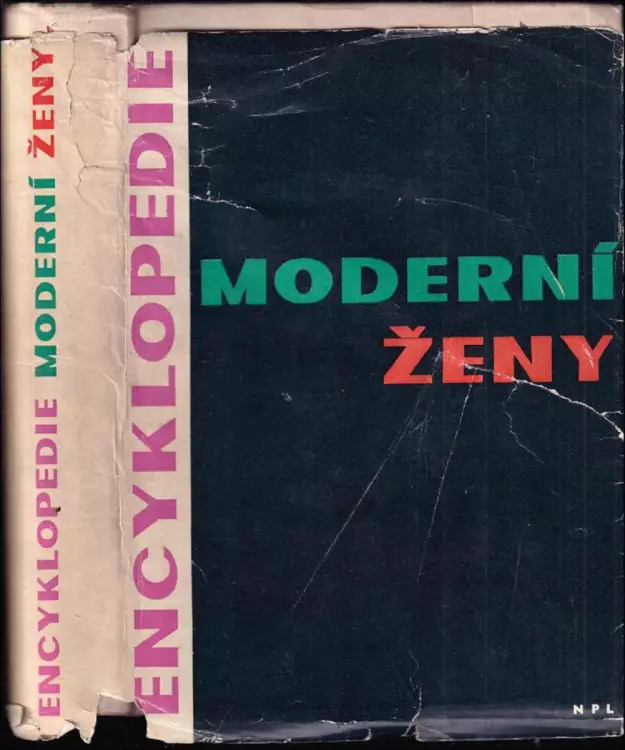 ENCYKLOPEDIE MODERNÍ ŽENY
ENCYKLOPEDIE
MODERNÍ
ŽENY
NPL